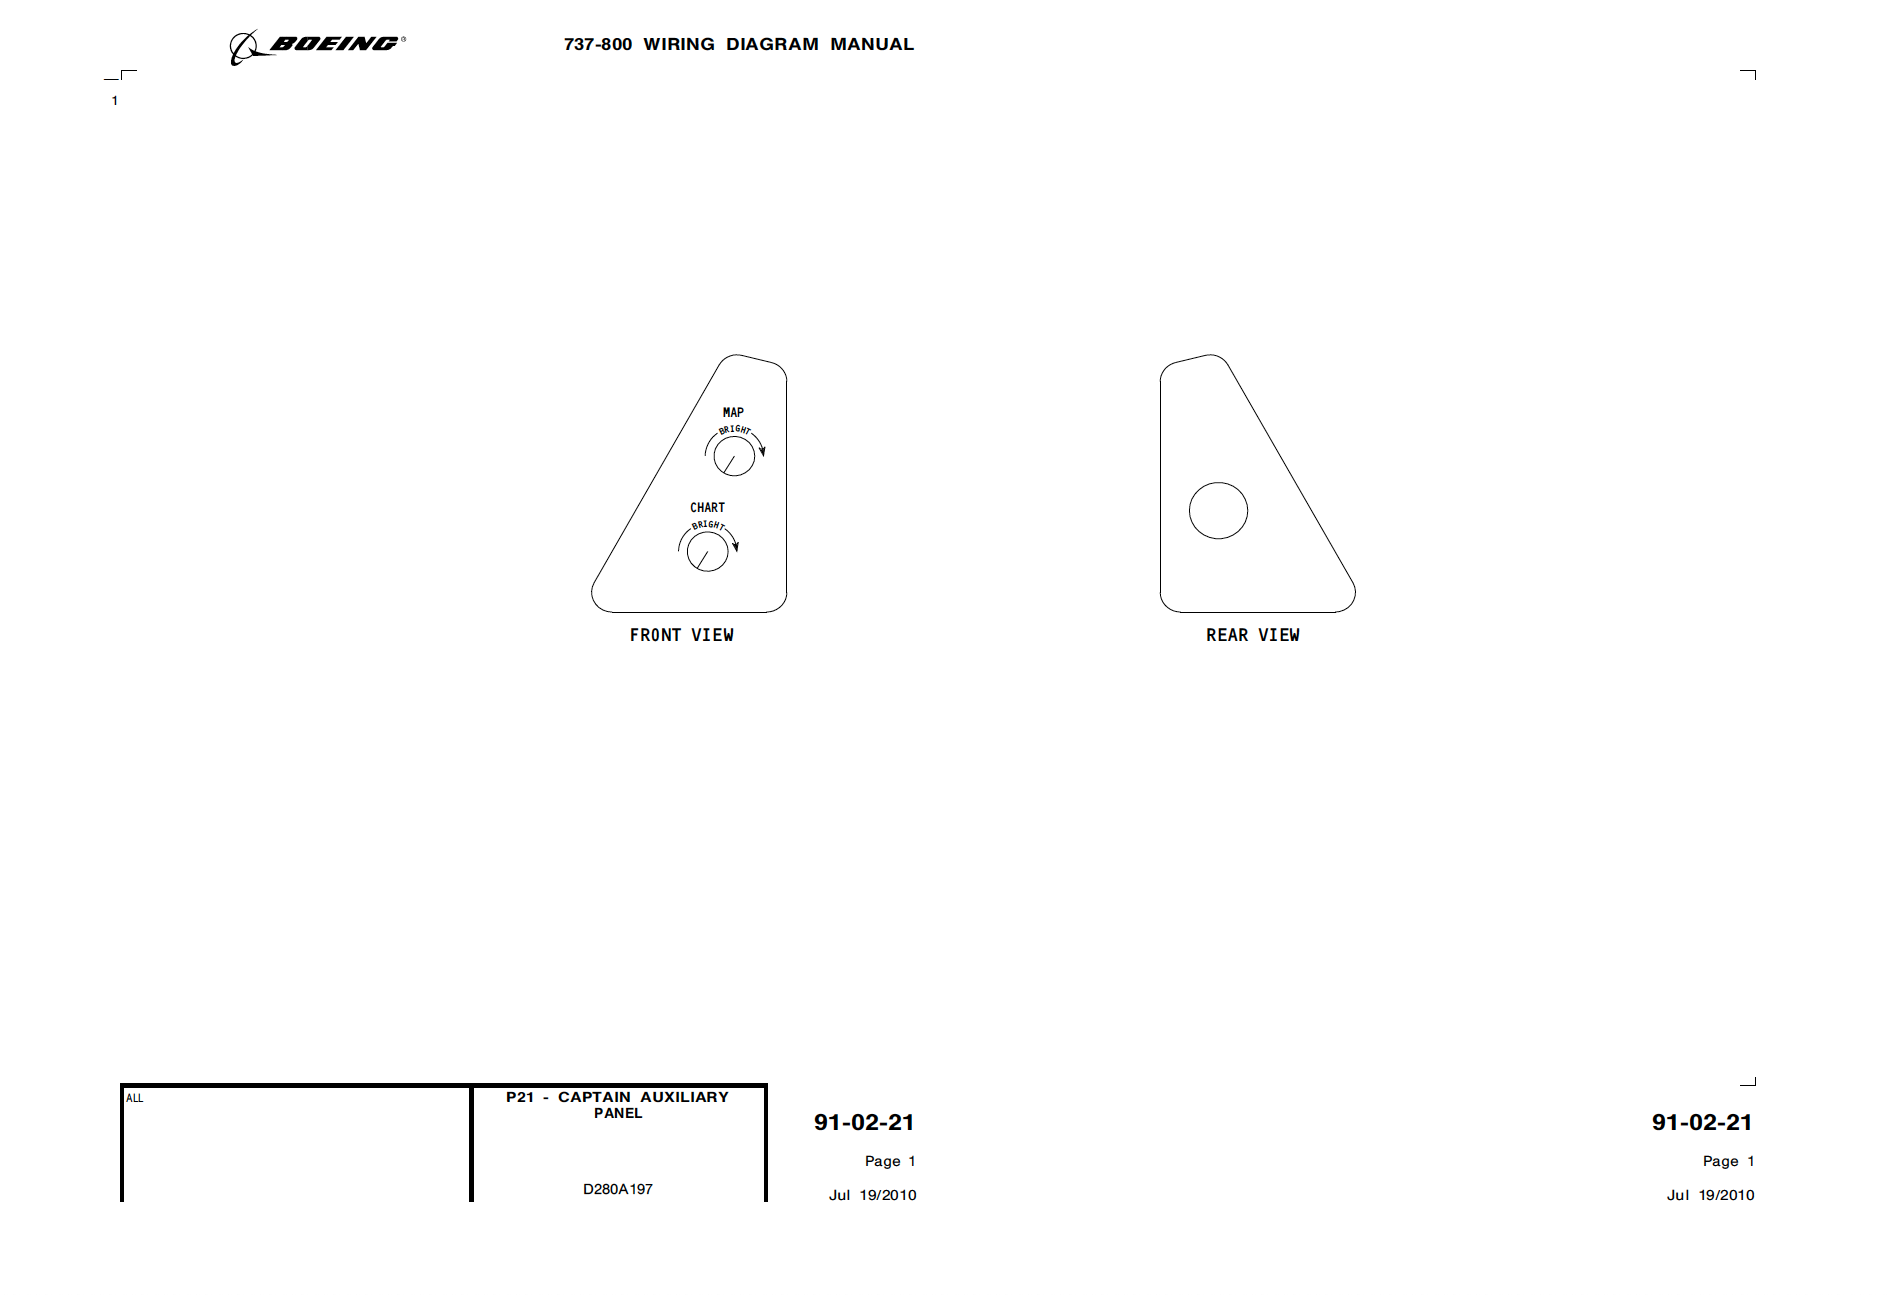 BOEING®
737-800 WIRING DIAGRAM MANUAL
1
MAP
BRIGHT
CHART
BRIGHT
FRONT VIEW
REAR VIEW
ALL
P21 - CAPTAIN AUXILIARY
PANEL
D280A197
91-02-21
Page 1
Jul 19/2010
91-02-21
Page 1
Jul 19/2010